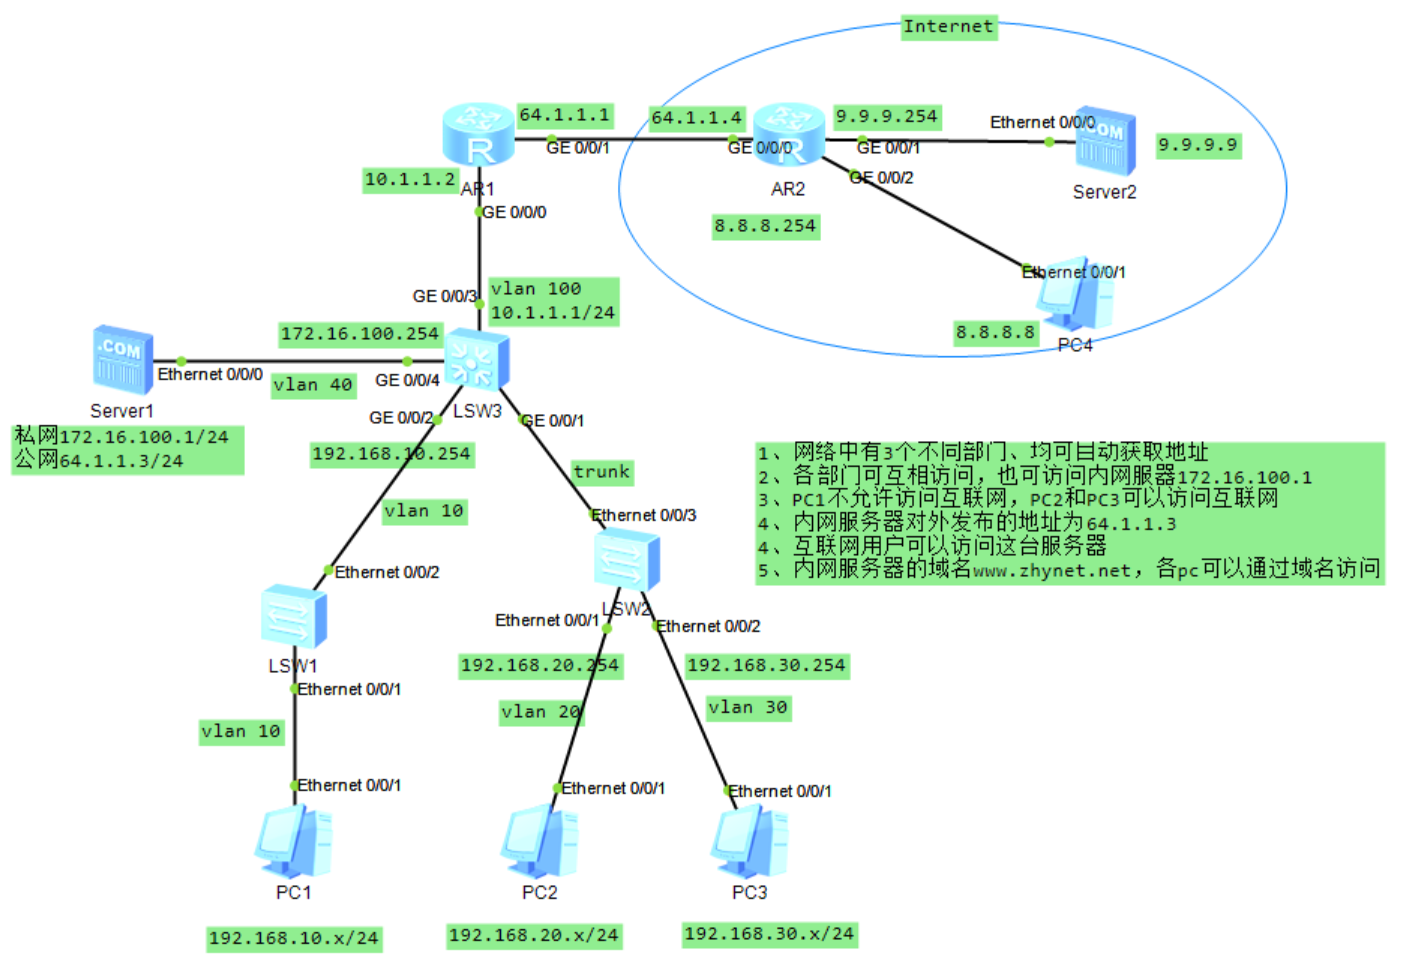 Internet
64.1.1.1
64.1.1.4
9.9.9.254
Ethernet 0/0/0
.COM
9.9.9.9
GE 0/0/1
GE 0/0/0
GE 0/0/1
R
R
10.1.1.2
AR1
AR2
GE 0/0/2
Server2
GE 0/0/0
8.8.8.254
Ethernet 0/0/1
GE 0/0/3
vlan 100
10.1.1.1/24
172.16.100.254
8.8.8.8
PC4
.COM
Ethernet 0/0/0
vlan 40
GE 0/0/4
Server1
GE 0/0/2
LSW3
GE 0/0/1
私网172.16.100.1/24
公网64.1.1.3/24
192.168.10.254
trunk
vlan 10
Ethernet 0/0/3
1、网络中有3个不同部门、均可自动获取地址
2、各部门可互相访问，也可访问内网服器172.16.100.1
3、PC1不允许访问互联网，PC2和PC3可以访问互联网
4、内网服务器对外发布的地址为64.1.1.3
4、互联网用户可以访问这台服务器
5、内网服务器的域名www.zhynet.net，各pc可以通过域名访问
Ethernet 0/0/2
LSW2
Ethernet 0/0/1
Ethernet 0/0/2
LSW1
192.168.20.254
192.168.30.254
Ethernet 0/0/1
vlan 20
vlan 30
vlan 10
Ethernet 0/0/1
Ethernet 0/0/1
Ethernet 0/0/1
PC1
PC2
PC3
192.168.10.x/24
192.168.20.x/24
192.168.30.x/24